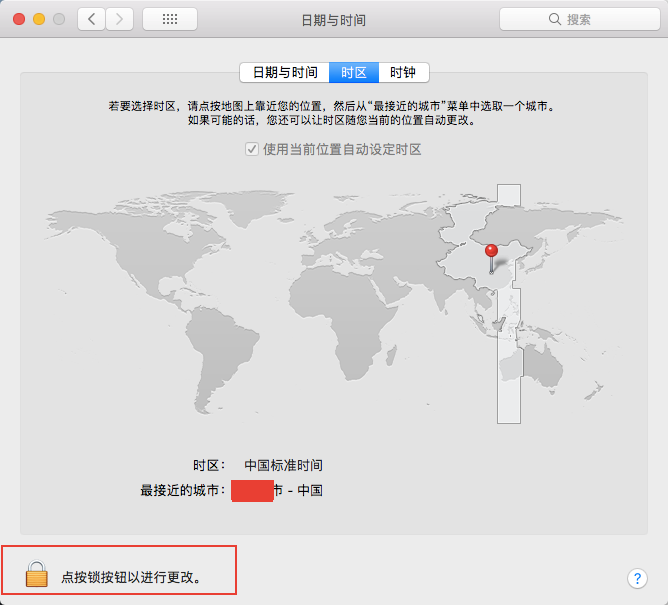 日期与时间
搜索
日期与时间 时区 时钟
若要选择时区，请点按地图上靠近您的位置，然后从“最接近的城市”菜单中选取一个城市。
如果可能的话，您还可以让时区随您当前的位置自动更改。
使用当前位置自动设定时区
时区： 中国标准时间
最接近的城市： 市 - 中国
点按锁按钮以进行更改。
?